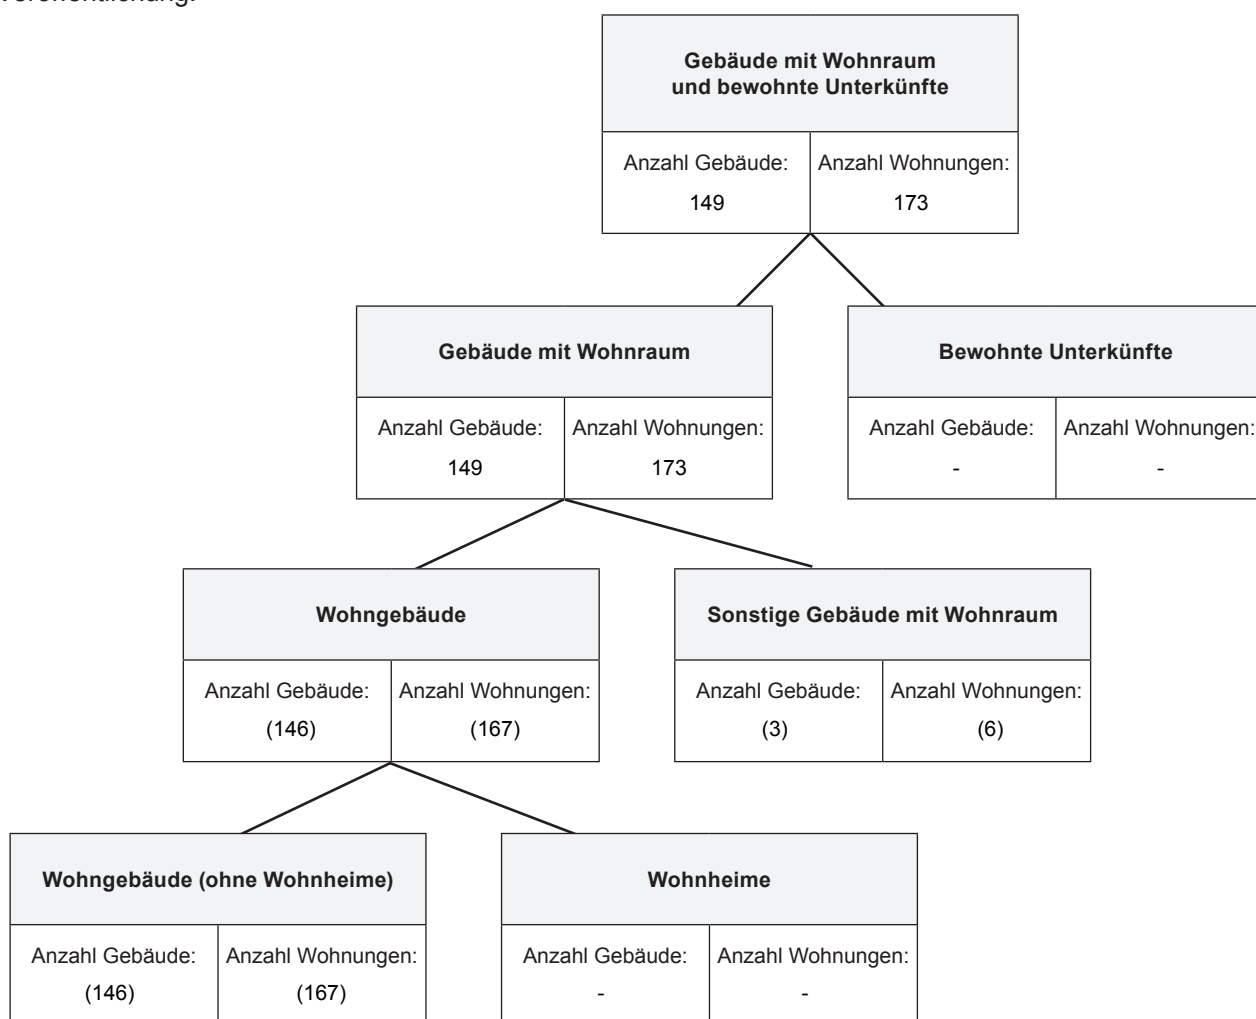 Veröffentlichung.
Gebäude mit Wohnraum
und bewohnte Unterkünfte
Anzahl Gebäude: Anzahl Wohnungen:
149 173
Gebäude mit Wohnraum Bewohnte Unterkünfte
Anzahl Gebäude: Anzahl Wohnungen: Anzahl Gebäude: Anzahl Wohnungen:
149 173 - -
Wohngebäude Sonstige Gebäude mit Wohnraum
Anzahl Gebäude: Anzahl Wohnungen: Anzahl Gebäude: Anzahl Wohnungen:
(146) (167) (3) (6)
Wohngebäude (ohne Wohnheime) Wohnheime
Anzahl Gebäude: Anzahl Wohnungen: Anzahl Gebäude: Anzahl Wohnungen:
(146) (167) - -